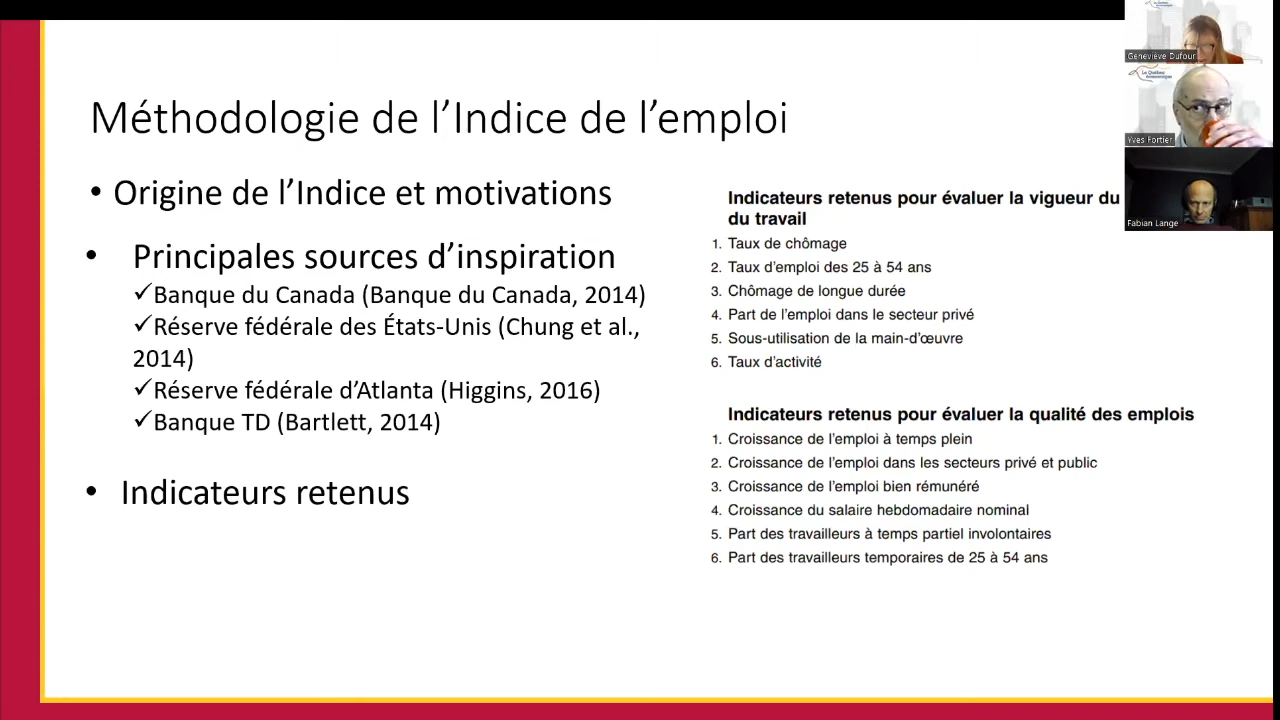 Méthodologie de l’Indice de l’emploi
• Origine de l’Indice et motivations
• Principales sources d’inspiration
✓Banque du Canada (Banque du Canada, 2014)
✓Réserve fédérale des États-Unis (Chung et al.,
2014)
✓Réserve fédérale d’Atlanta (Higgins, 2016)
✓Banque TD (Bartlett, 2014)
• Indicateurs retenus
Indicateurs retenus pour évaluer la vigueur du
du travail
1. Taux de chômage
2. Taux d’emploi des 25 à 54 ans
3. Chômage de longue durée
4. Part de l’emploi dans le secteur privé
5. Sous-utilisation de la main-d’œuvre
6. Taux d’activité
Indicateurs retenus pour évaluer la qualité des emplois
1. Croissance de l’emploi à temps plein
2. Croissance de l’emploi dans les secteurs privé et public
3. Croissance de l’emploi bien rémunéré
4. Croissance du salaire hebdomadaire nominal
5. Part des travailleurs à temps partiel involontaires
6. Part des travailleurs temporaires de 25 à 54 ans
Geneviève Dufour
Le Québec
économique
Yves Fortier
Fabian Lange